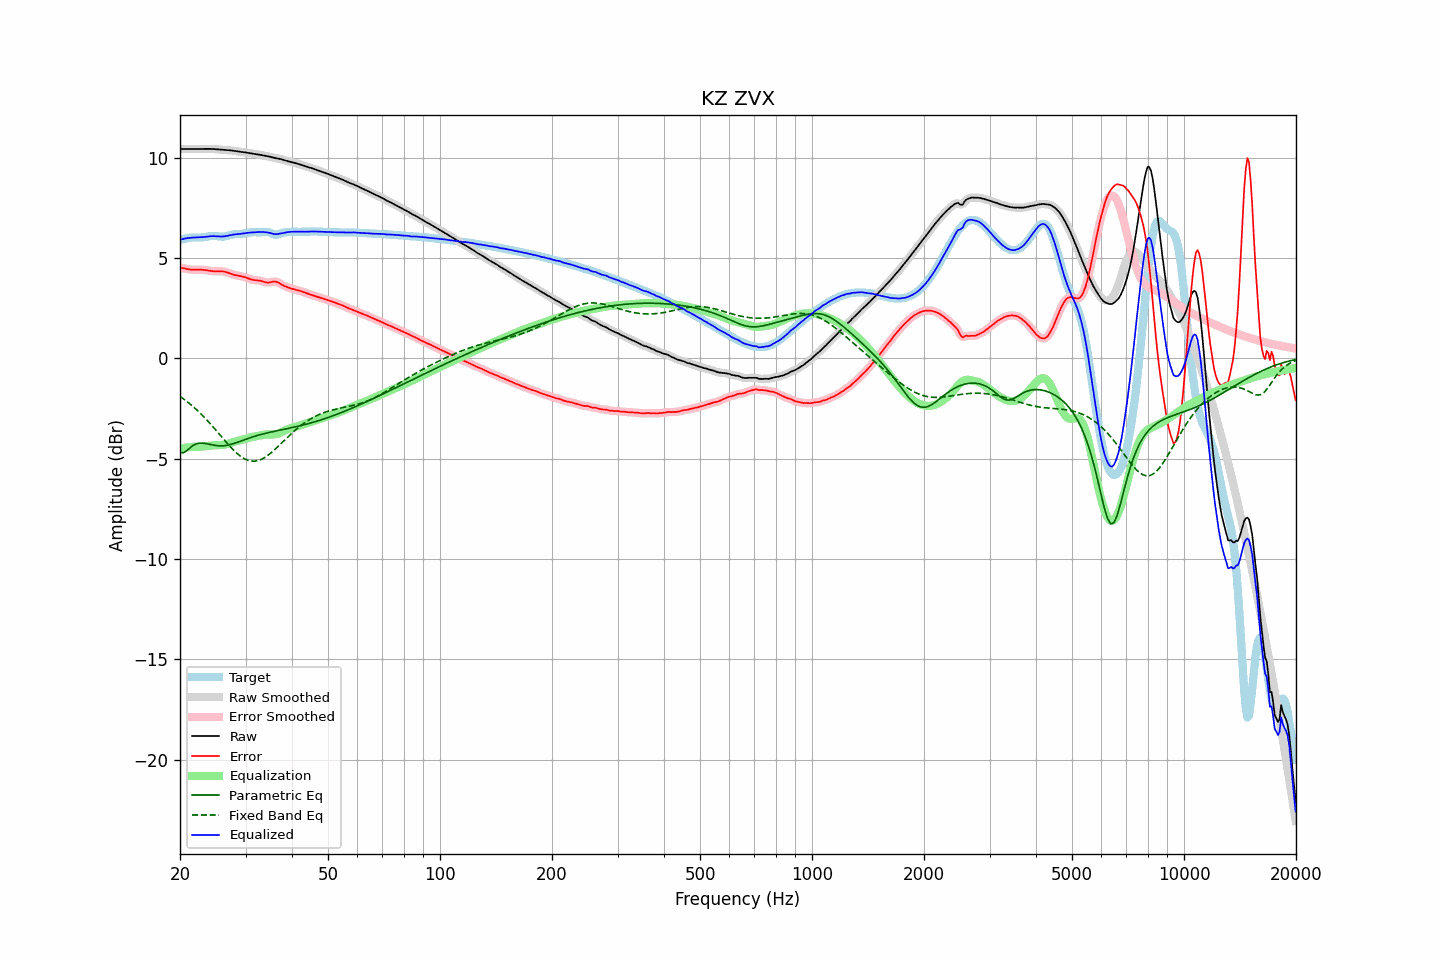 KZ ZVX
Amplitude (dBr)
10
5
0
−5
−10
−15
−20
Target
Raw Smoothed
Error Smoothed
Raw
Error
Equalization
Parametric Eq
Fixed Band Eq
Equalized
20 50 100 200 500 1000 2000 5000 10000 20000
Frequency (Hz)